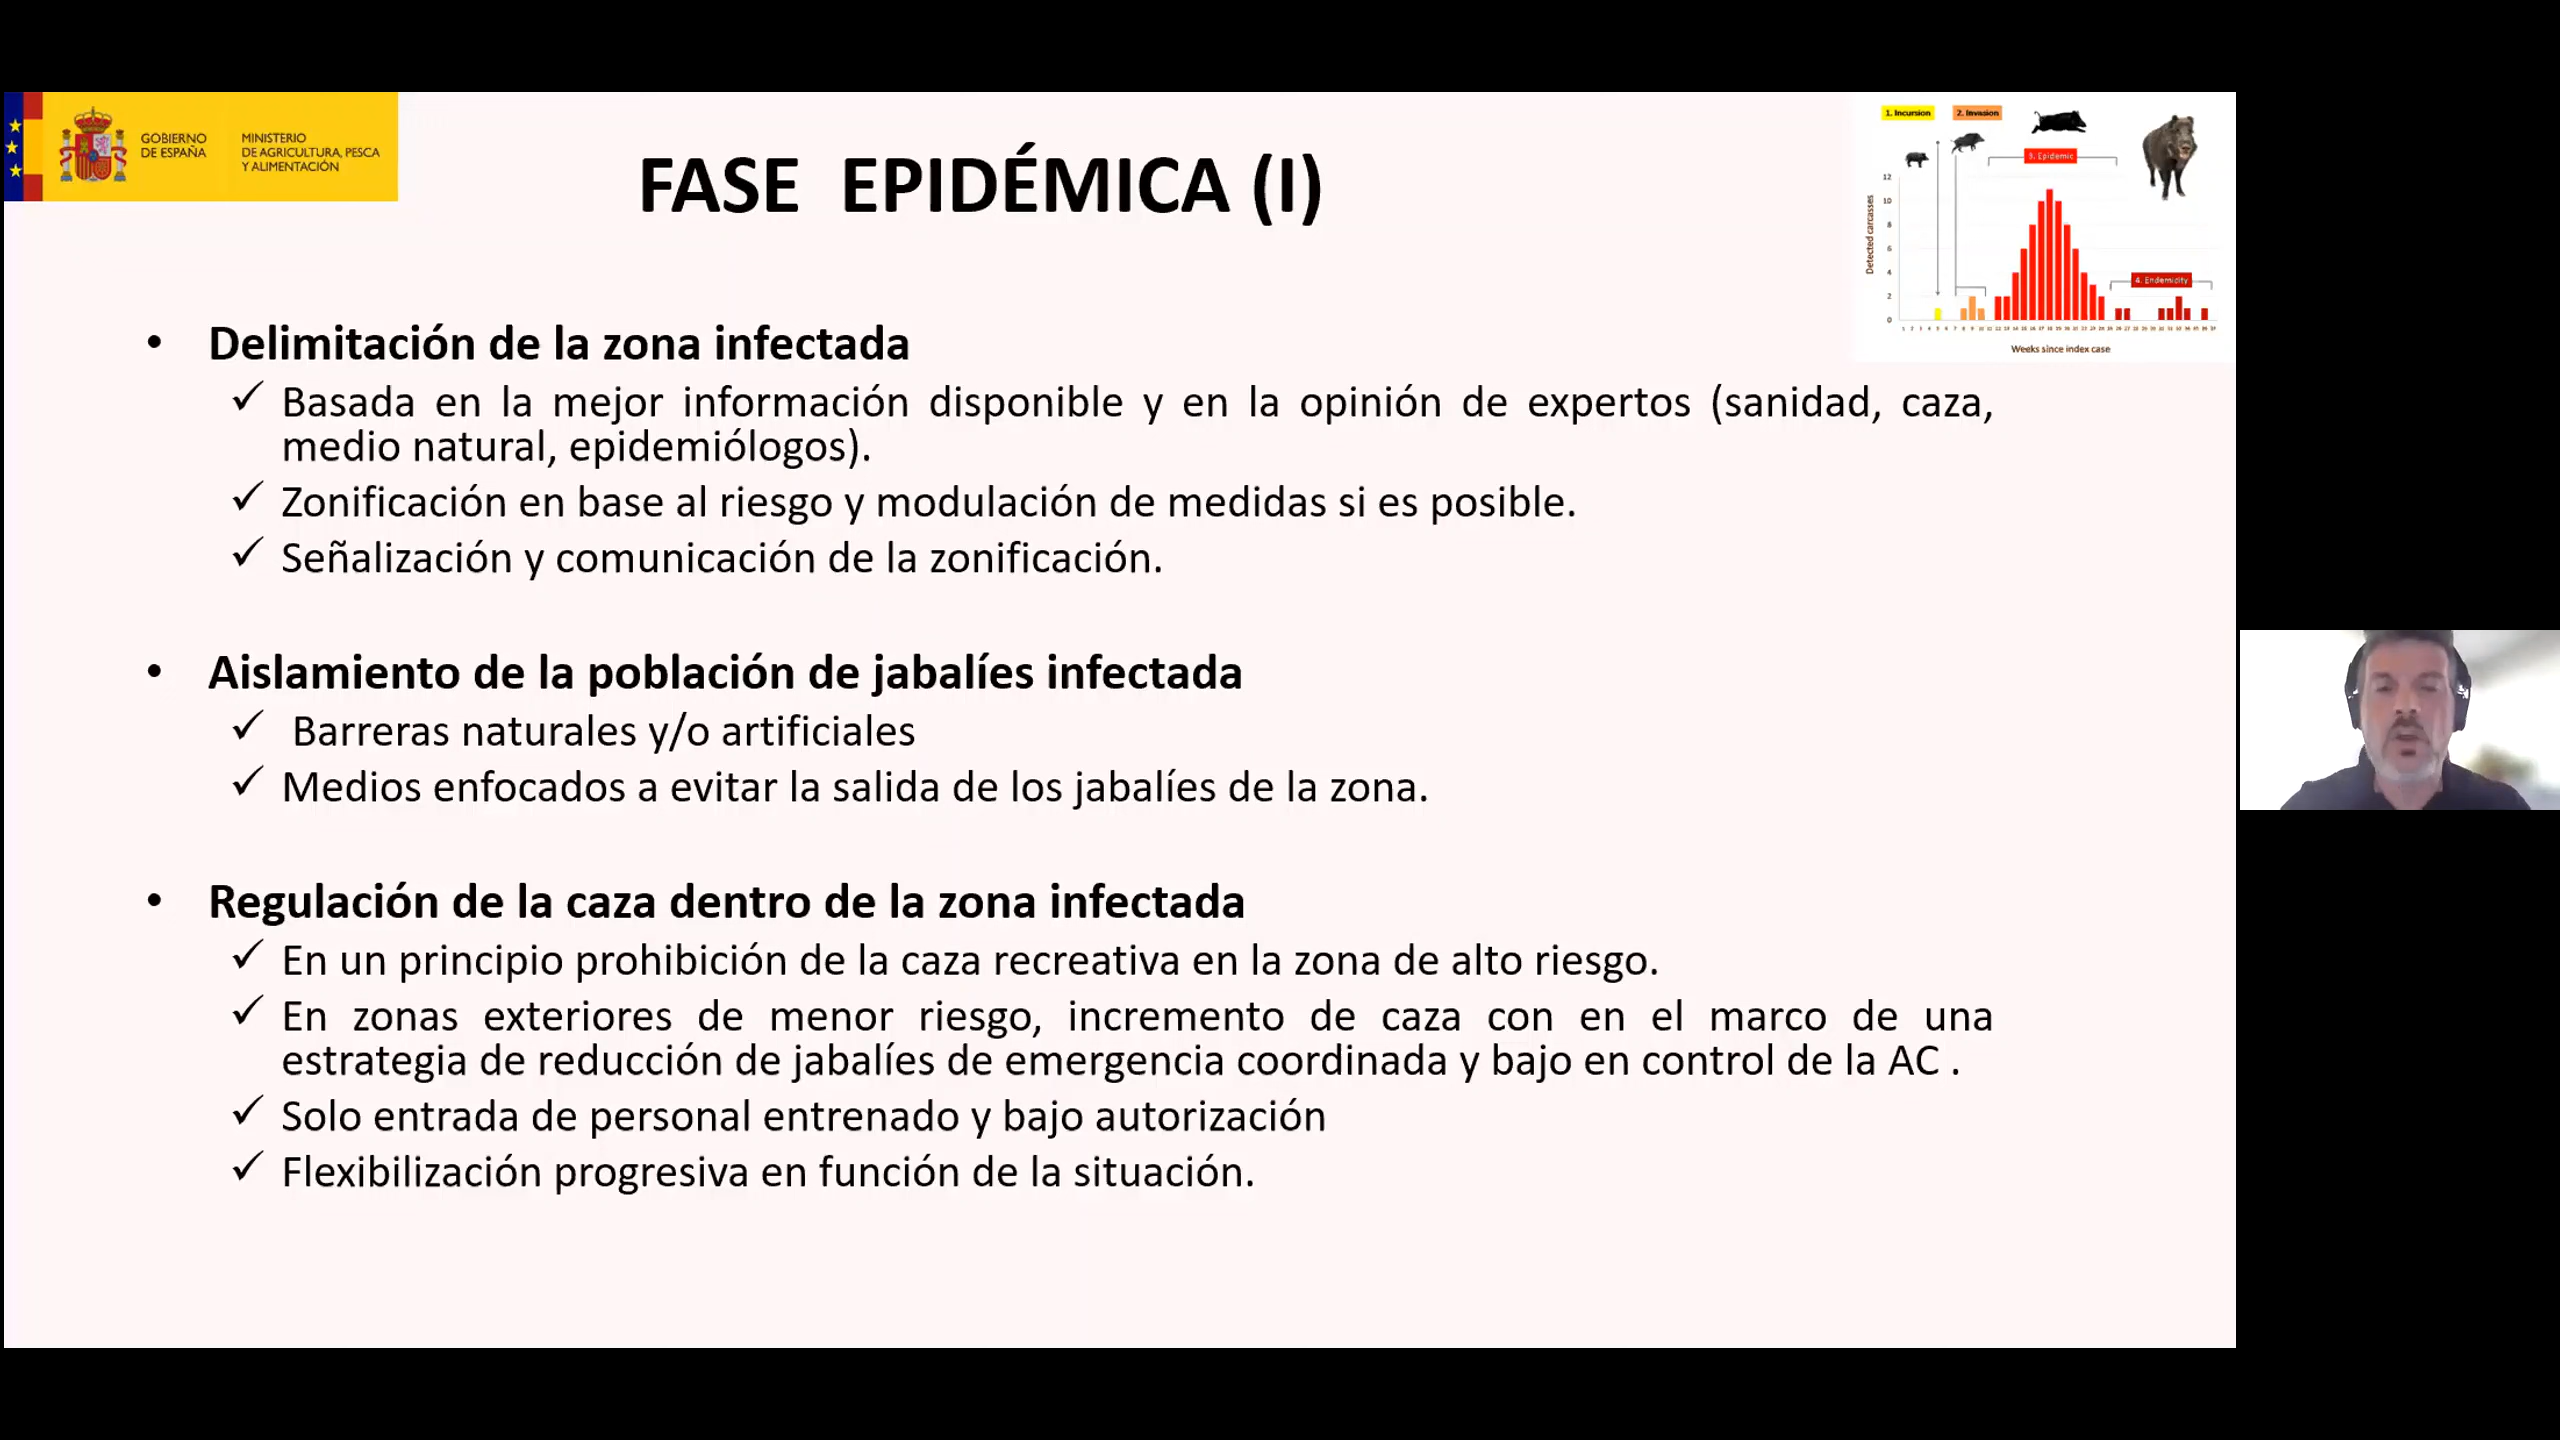 GOBIERNO
DE ESPAÑA
MINISTERIO
DE AGRICULTURA, PESCA
Y ALIMENTACIÓN
FASE EPIDÉMICA (I)
1. Incursion
2. Invasion
3. Epidemic
4. Endemicity
Detected carcasses
12
10
8
6
4
2
0
Weeks since index case
• Delimitación de la zona infectada
✓ Basada en la mejor información disponible y en la opinión de expertos (sanidad, caza,
medio natural, epidemiólogos).
✓ Zonificación en base al riesgo y modulación de medidas si es posible.
✓ Señalización y comunicación de la zonificación.
• Aislamiento de la población de jabalíes infectada
✓ Barreras naturales y/o artificiales
✓ Medios enfocados a evitar la salida de los jabalíes de la zona.
• Regulación de la caza dentro de la zona infectada
✓ En un principio prohibición de la caza recreativa en la zona de alto riesgo.
✓ En zonas exteriores de menor riesgo, incremento de caza con en el marco de una
estrategia de reducción de jabalíes de emergencia coordinada y bajo en control de la AC .
✓ Solo entrada de personal entrenado y bajo autorización
✓ Flexibilización progresiva en función de la situación.